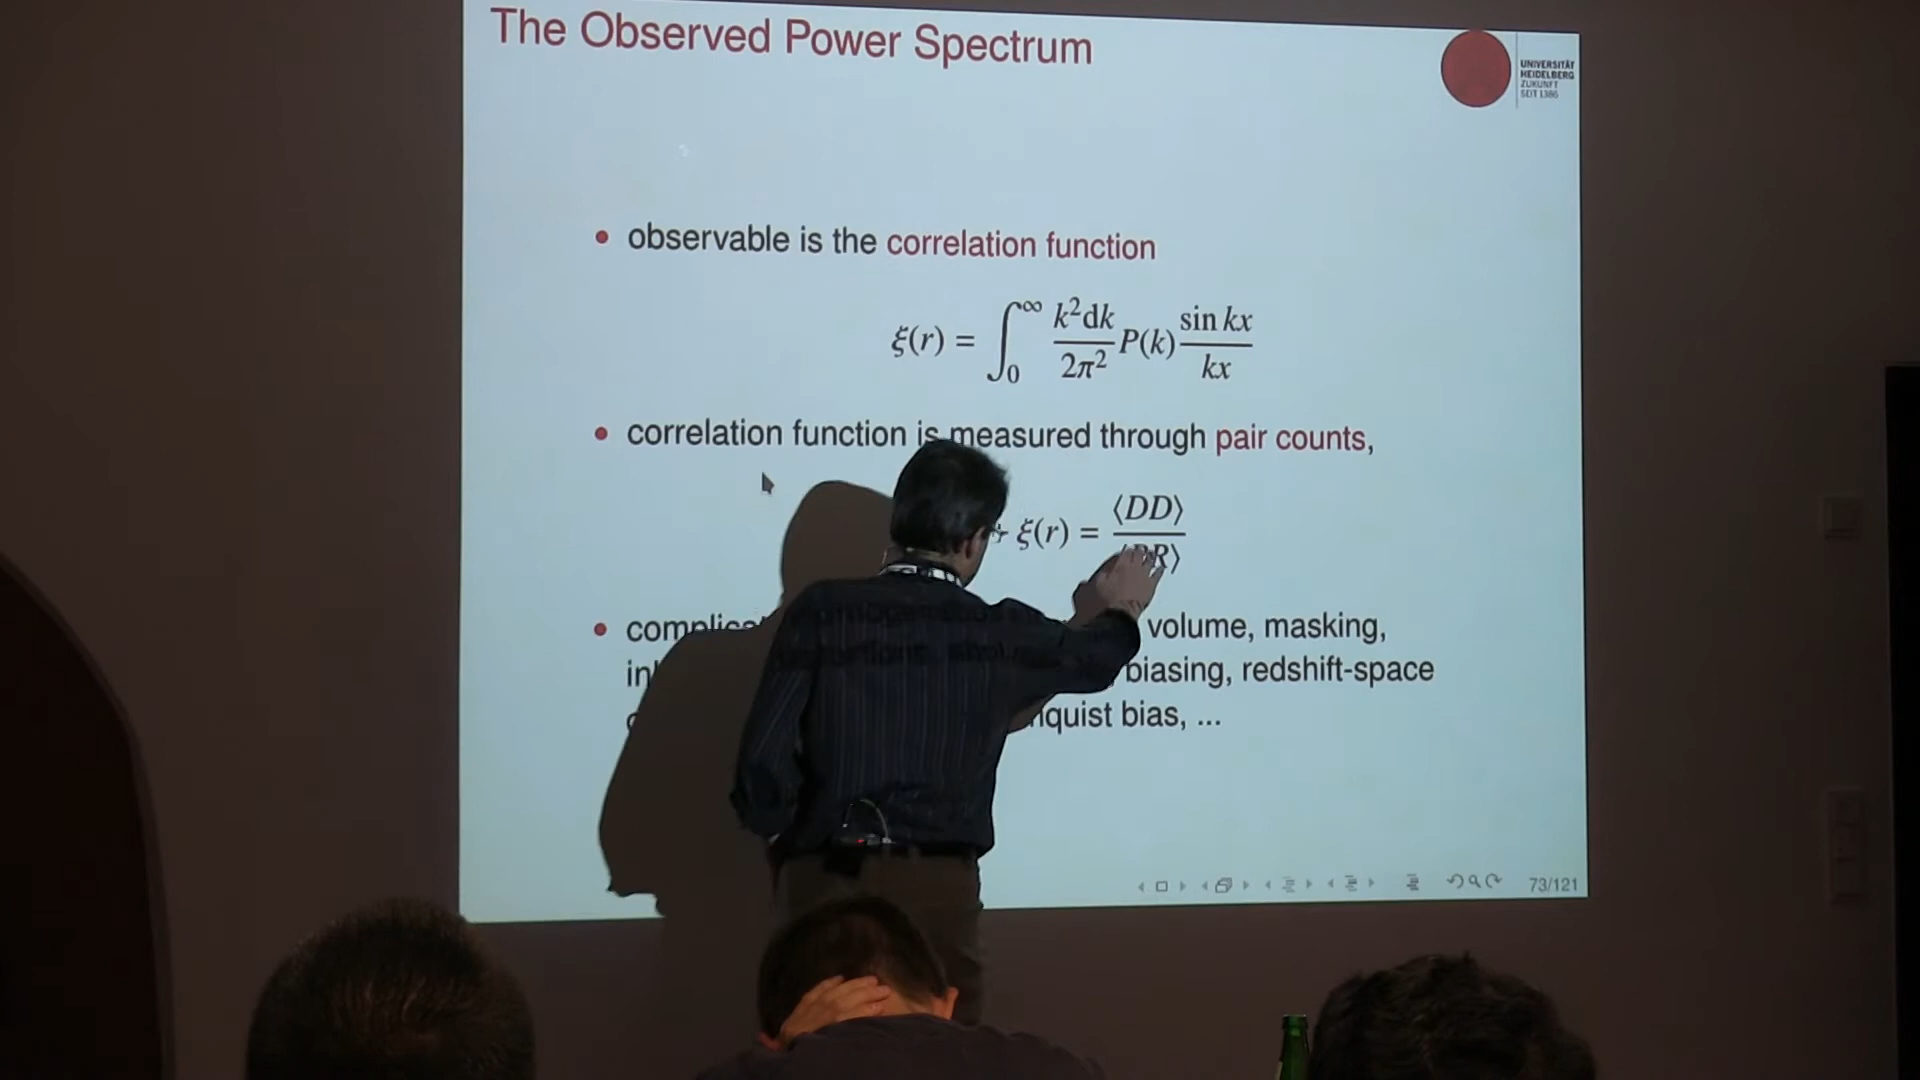 The Observed Power Spectrum
UNIVERSITÄT
HEIDELBERG
ZUKUNFT
SEIT 1386
• observable is the correlation function
ξ(r) = ∫₀^∞ k²dk/2π² P(k) sin kx/kx
• correlation function is measured through pair counts,
+ ξ(r) = ⟨DD⟩/⟨RR⟩
• volume, masking,
biasing, redshift-space
bias, ...
73/121